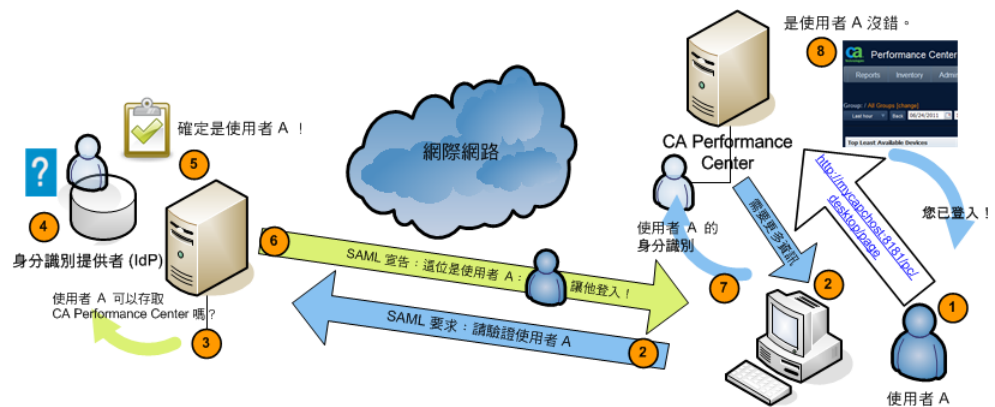 是使用者 A 沒錯。
8
ca
Performance Center
Reports Inventory Admin
Group: / All Groups [change]
Last hour Back 06/24/2011
Top Least Available Devices
確定是使用者 A ！
5
?
4
身分識別提供者 (IdP)
使用者 A 可以存取
CA Performance Center 嗎?
3
網際網路
6
SAML 宣告：這位是使用者 A：
讓他登入！
SAML 要求：請驗證使用者 A
2
CA Performance
Center
使用者 A 的
身分識別
7
需要更多資訊
2
http://mycapchost:8181/pc/
desktop/page
您已登入！
1
使用者 A